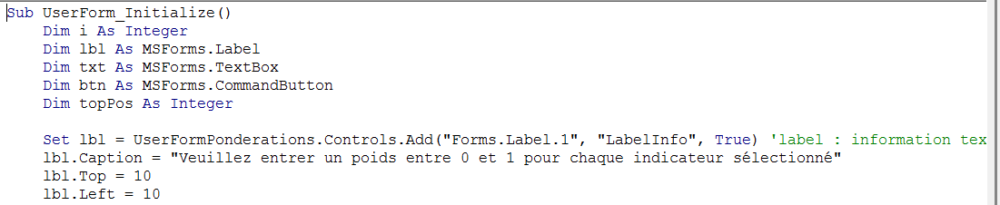 Sub UserForm_Initialize()
    Dim i As Integer
    Dim lbl As MSForms.Label
    Dim txt As MSForms.TextBox
    Dim btn As MSForms.CommandButton
    Dim topPos As Integer

    Set lbl = UserFormPonderations.Controls.Add("Forms.Label.1", "LabelInfo", True) 'label : information tex
    lbl.Caption = "Veuillez entrer un poids entre 0 et 1 pour chaque indicateur sélectionné"
    lbl.Top = 10
    lbl.Left = 10